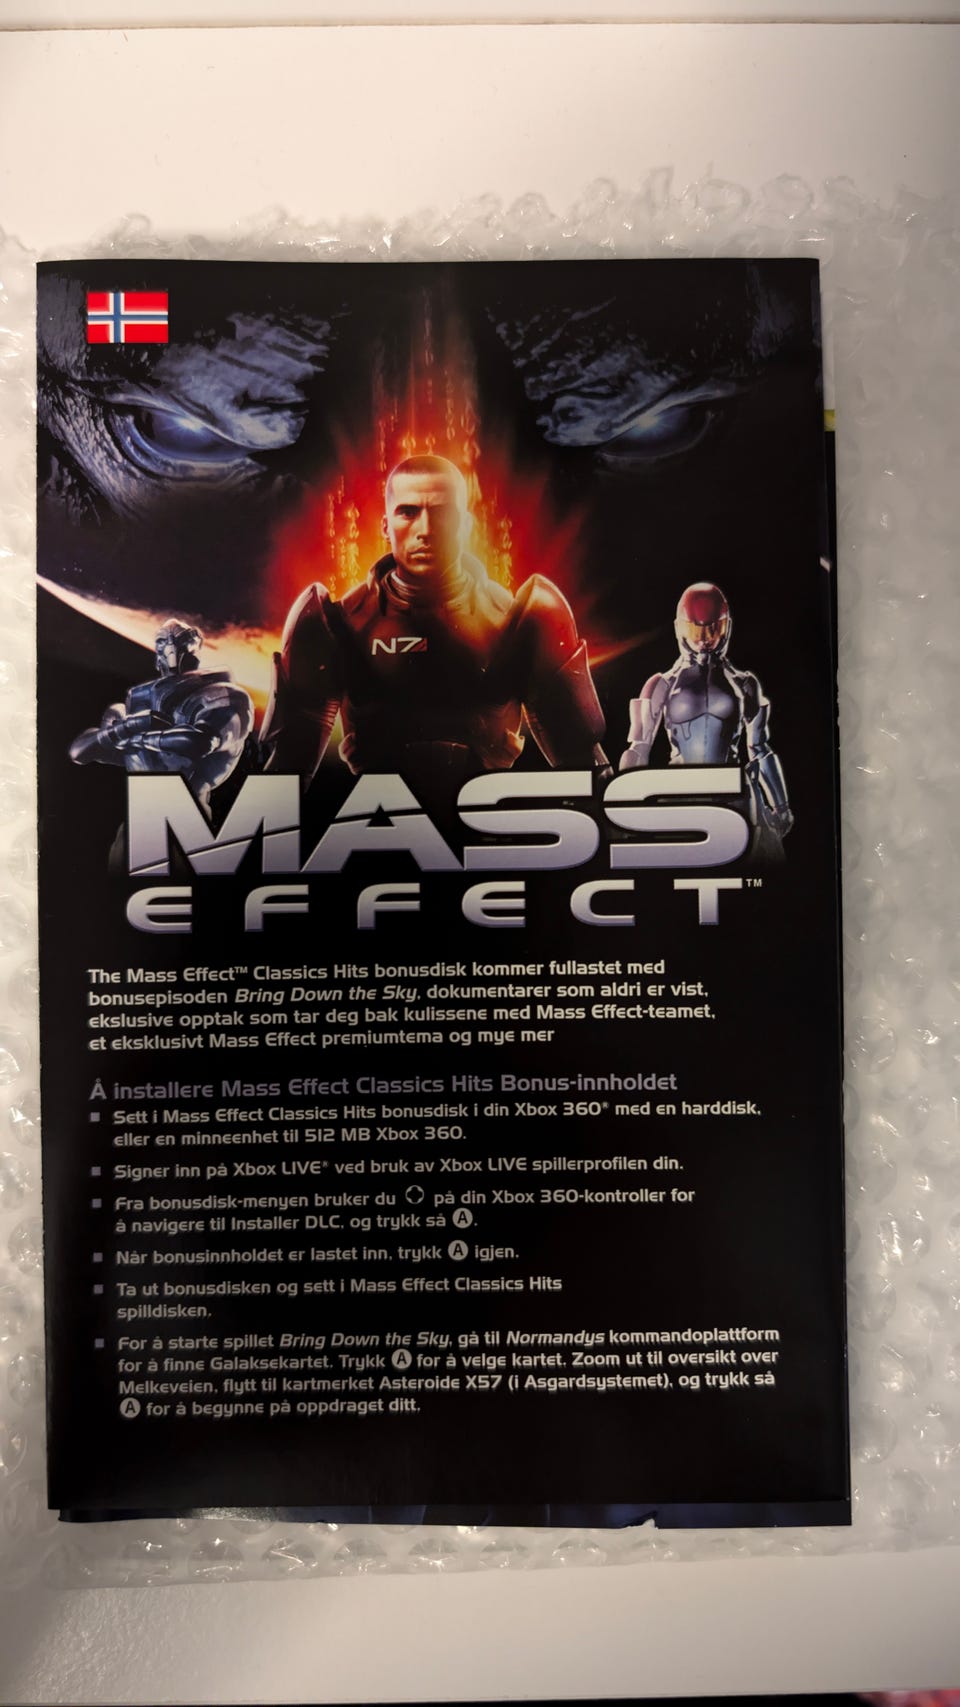 N7
MASS
EFFECT™
The Mass Effect™ Classics Hits bonusdisk kommer fullastet med
bonusepisoden Bring Down the Sky, dokumentarer som aldri er vist,
ekslusive opptak som tar deg bak kulissene med Mass Effect-teamet,
et eksklusivt Mass Effect premiumtema og mye mer
Å installere Mass Effect Classics Hits Bonus-innholdet
■ Sett i Mass Effect Classics Hits bonusdisk i din Xbox 360® med en harddisk,
eller en minneenhet til 512 MB Xbox 360.
■ Signer inn på Xbox LIVE® ved bruk av Xbox LIVE spillerprofilen din.
■ Fra bonusdisk-menyen bruker du på din Xbox 360-kontroller for
å navigere til Installer DLC, og trykk så A.
■ Når bonusinnholdet er lastet inn, trykk A igjen.
■ Ta ut bonusdisken og sett i Mass Effect Classics Hits
spilldisken.
■ For å starte spillet Bring Down the Sky, gå til Normandys kommandoplattform
for å finne Galaksekartet. Trykk A for å velge kartet. Zoom ut til oversikt over
Melkeveien, flytt til kartmerket Asteroide X57 (i Asgardsystemet), og trykk så
A for å begynne på oppdraget ditt.